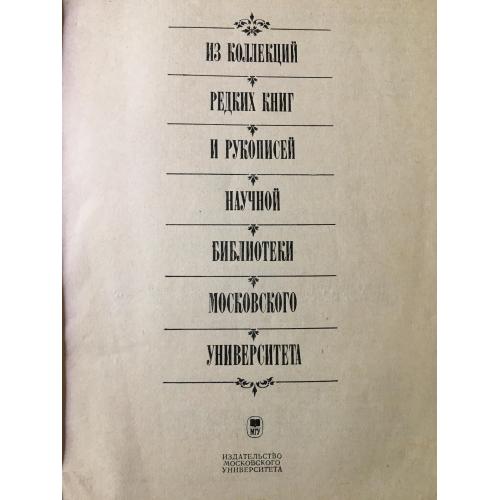 ИЗ КОЛЛЕКЦИЙ
РЕДКИХ КНИГ
И РУКОПИСЕЙ
НАУЧНОЙ
БИБЛИОТЕКИ
МОСКОВСКОГО
УНИВЕРСИТЕТА
МГУ
ИЗДАТЕЛЬСТВО
МОСКОВСКОГО
УНИВЕРСИТЕТА